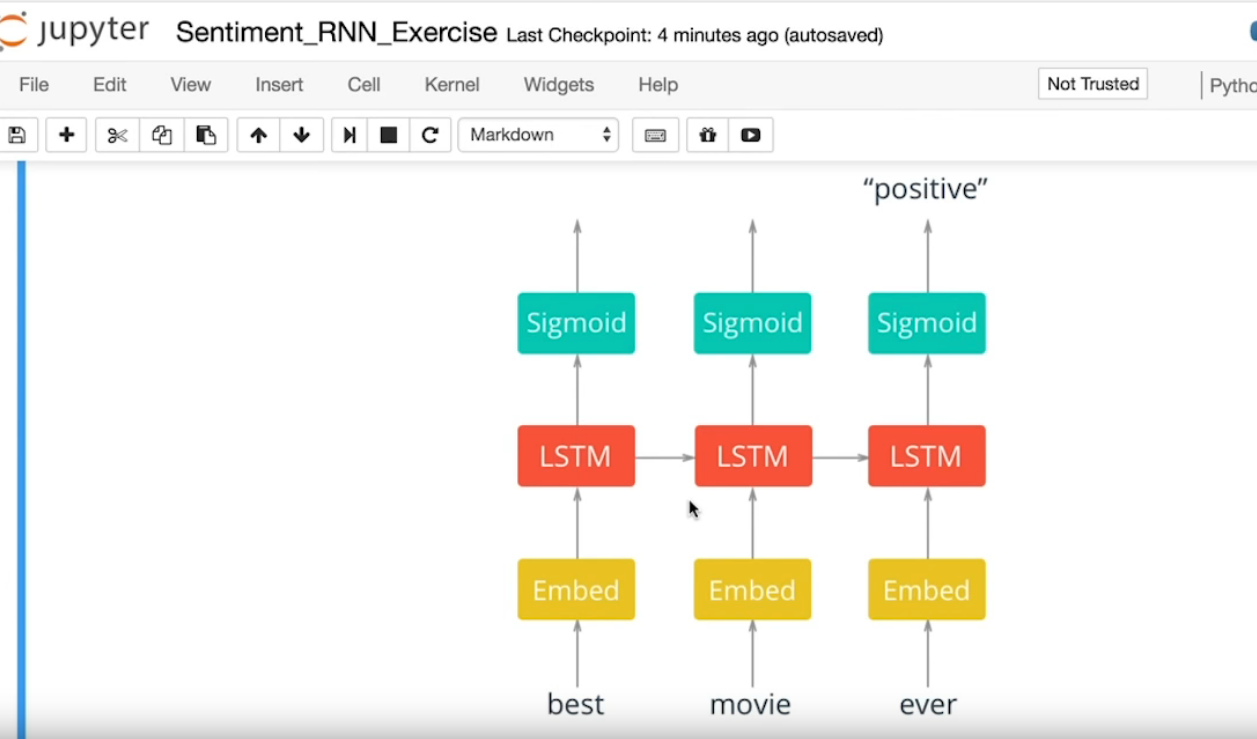 jupyter Sentiment_RNN_Exercise Last Checkpoint: 4 minutes ago (autosaved)
File Edit View Insert Cell Kernel Widgets Help Not Trusted
Markdown
“positive”
Sigmoid Sigmoid Sigmoid
LSTM LSTM LSTM
Embed Embed Embed
best movie ever